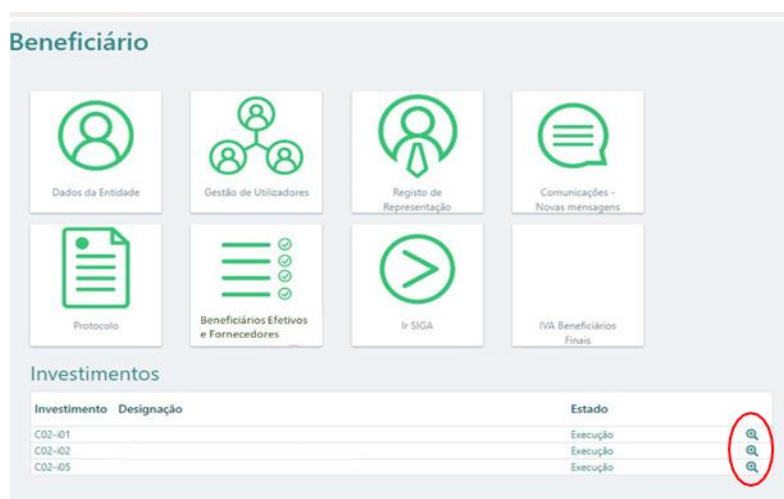 Beneficiário
Dados da Entidade
Gestão de Utilizadores
Registo de
Representação
Comunicações -
Novas mensagens
Protocolo
Beneficiários Efetivos
e Fornecedores
Ir SIGA
IVA Beneficiários
Finais
Investimentos
Investimento Designação Estado
C02-i01 Execução
C02-i02 Execução
C02-i05 Execução